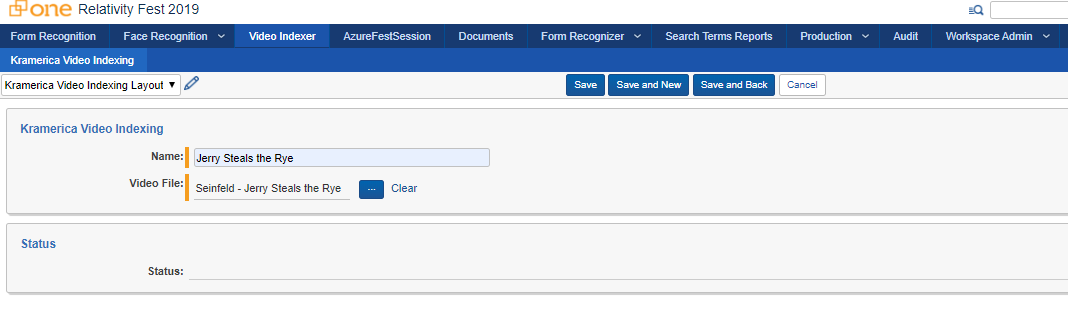 one Relativity Fest 2019
Form Recognition Face Recognition Video Indexer AzureFestSession Documents Form Recognizer Search Terms Reports Production Audit Workspace Admin
Kramerica Video Indexing
Kramerica Video Indexing Layout Save Save and New Save and Back Cancel
Kramerica Video Indexing
Name: Jerry Steals the Rye
Video File: Seinfeld - Jerry Steals the Rye ... Clear
Status
Status: